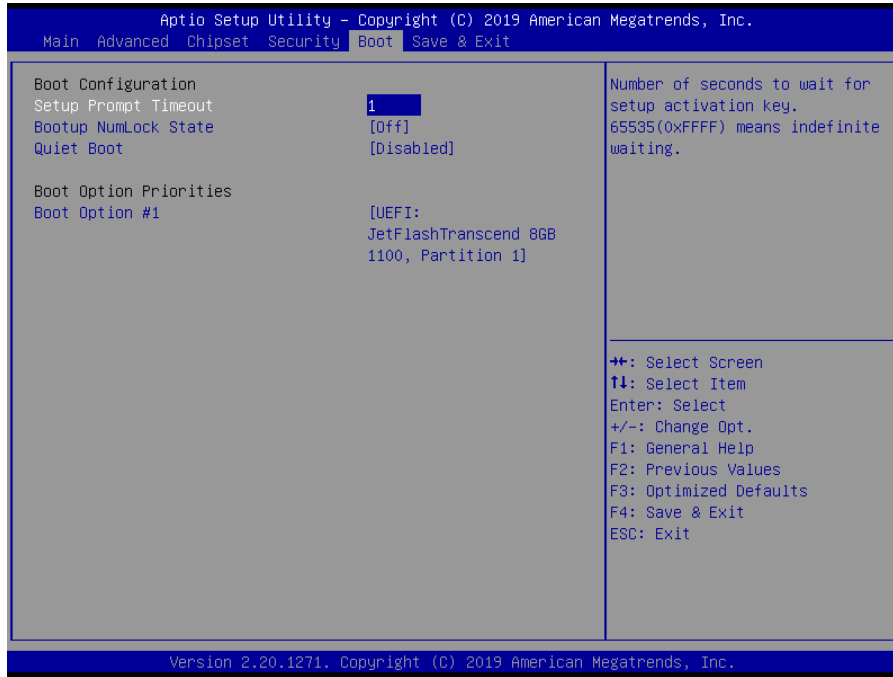 Aptio Setup Utility – Copyright (C) 2019 American Megatrends, Inc.
Main Advanced Chipset Security Boot Save & Exit
Boot Configuration
Setup Prompt Timeout 1
Bootup NumLock State [Off]
Quiet Boot [Disabled]
Boot Option Priorities
Boot Option #1 [UEFI:
JetFlashTranscend 8GB
1100, Partition 1]
Number of seconds to wait for
setup activation key.
65535(0xFFFF) means indefinite
waiting.
→←: Select Screen
↑↓: Select Item
Enter: Select
+/-: Change Opt.
F1: General Help
F2: Previous Values
F3: Optimized Defaults
F4: Save & Exit
ESC: Exit
Version 2.20.1271. Copyright (C) 2019 American Megatrends, Inc.